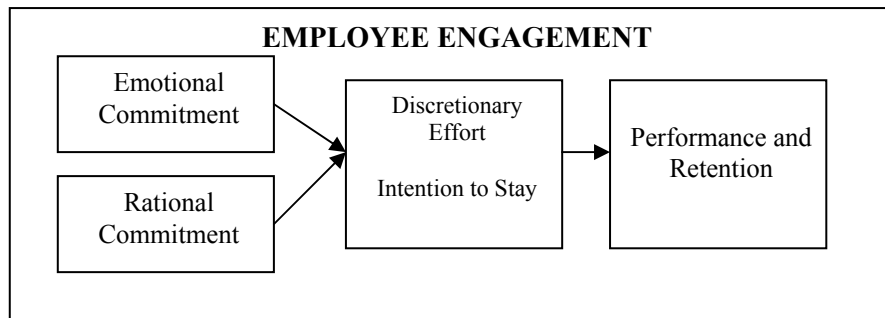 EMPLOYEE ENGAGEMENT
Emotional
Commitment
Rational
Commitment
Discretionary
Effort
Intention to Stay
Performance and
Retention